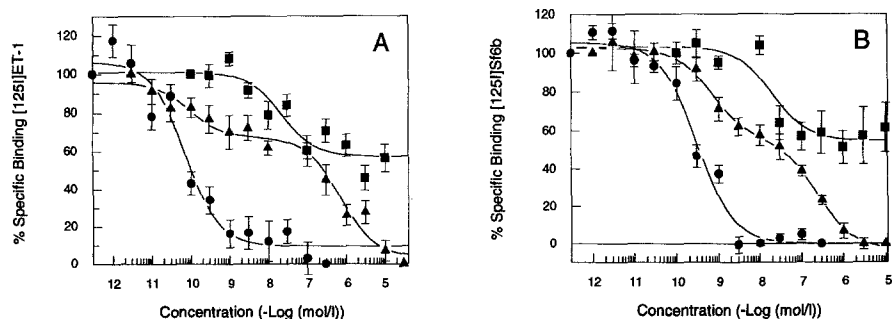 120
100
80
60
40
20
0
% Specific Binding [125I]ET-1
A
12 11 10 9 8 7 6 5
Concentration (-Log (mol/l))
120
100
80
60
40
20
0
% Specific Binding [125I]Sf6b
B
12 11 10 9 8 7 6 5
Concentration (-Log (mol/l))